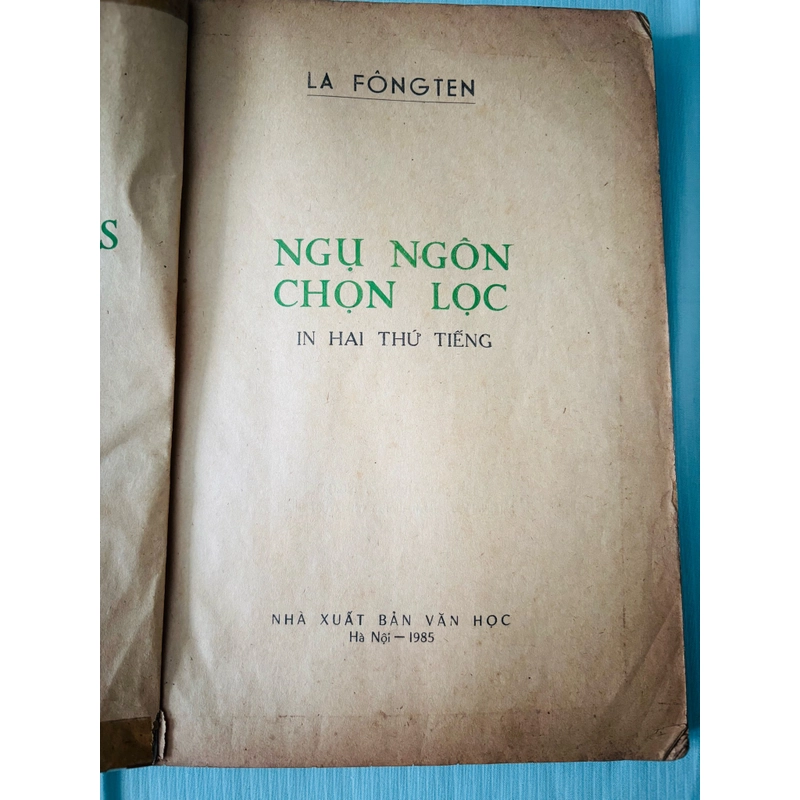 S
LA FÔNGTEN
NGỤ NGÔN
CHỌN LỌC
IN HAI THỨ TIẾNG
NHÀ XUẤT BẢN VĂN HỌC
Hà Nội — 1985